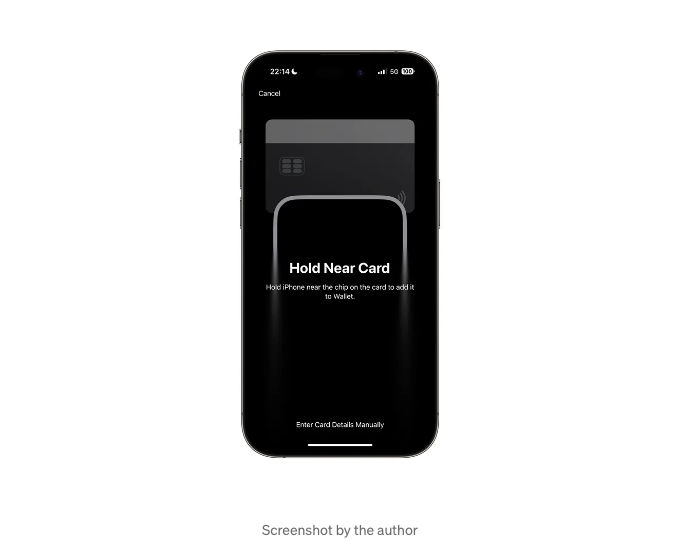 22:14
5G 100
Cancel
Hold Near Card
Hold iPhone near the chip on the card to add it
to Wallet.
Enter Card Details Manually
Screenshot by the author